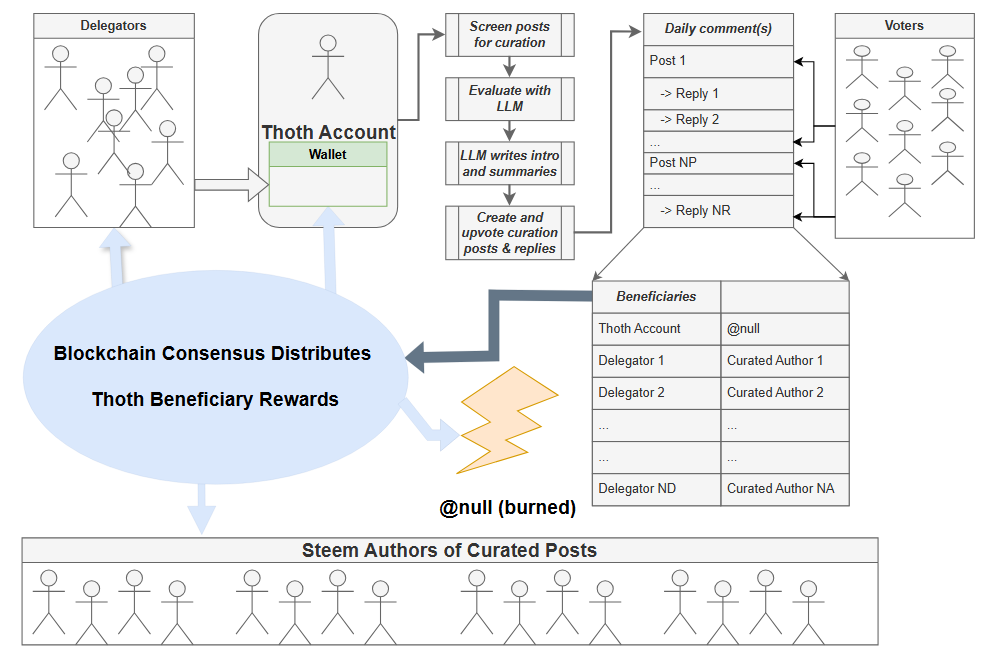 Delegators
Thoth Account
Wallet
Screen posts
for curation
Evaluate with
LLM
LLM writes intro
and summaries
Create and
upvote curation
posts & replies
Daily comment(s)
Post 1
-> Reply 1
-> Reply 2
...
Post NP
...
-> Reply NR
Voters
Beneficiaries
Thoth Account
@null
Delegator 1
Curated Author 1
Delegator 2
Curated Author 2
...
...
...
...
Delegator ND
Curated Author NA
Blockchain Consensus Distributes
Thoth Beneficiary Rewards
@null (burned)
Steem Authors of Curated Posts